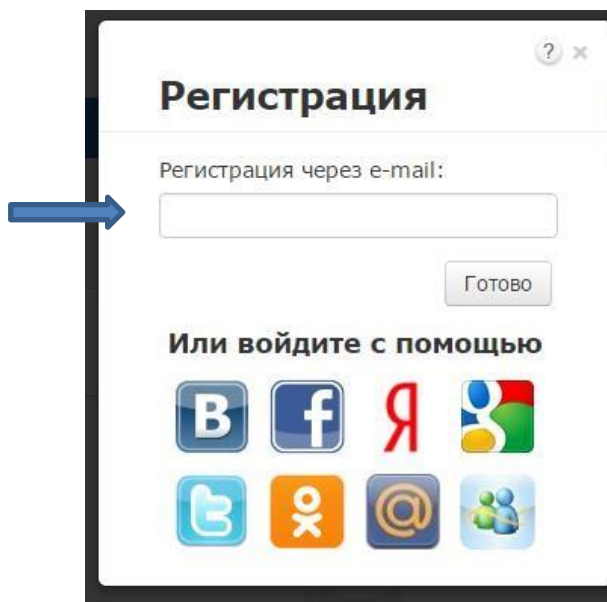 ?
Регистрация
Регистрация через e-mail:
Готово
Или войдите с помощью
В f Я g
t @